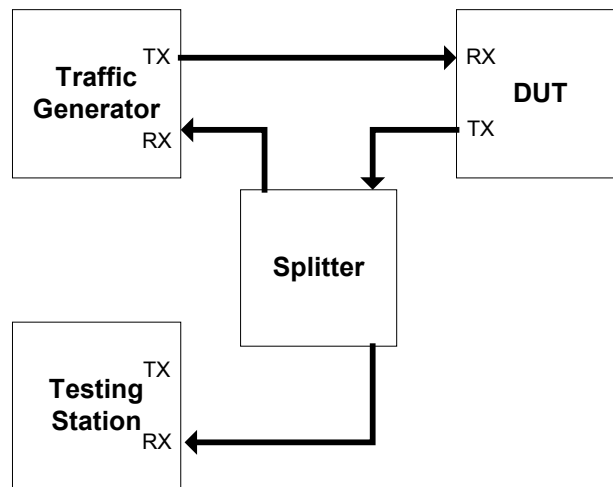 TX
Traffic
Generator
RX
RX
DUT
TX
Splitter
TX
Testing
Station
RX